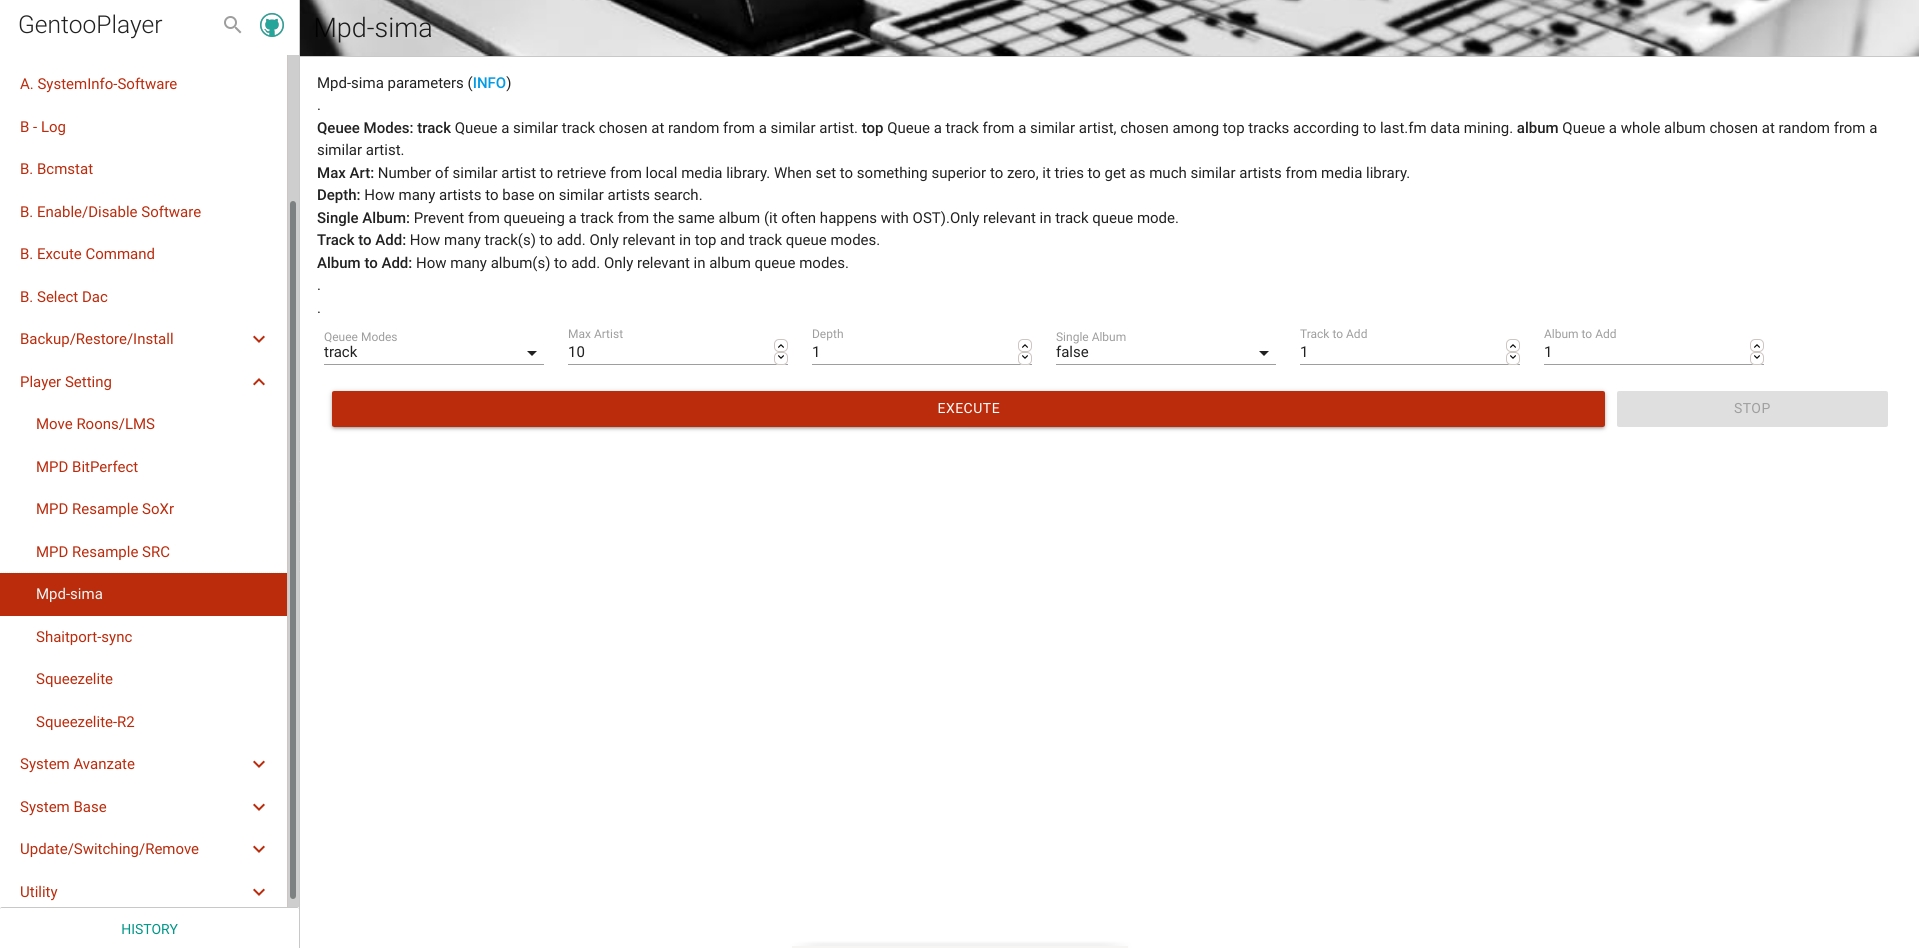 GentooPlayer
A. SystemInfo-Software
B - Log
B. Bcmstat
B. Enable/Disable Software
B. Excute Command
B. Select Dac
Backup/Restore/Install
Player Setting
Move Roons/LMS
MPD BitPerfect
MPD Resample SoXr
MPD Resample SRC
Mpd-sima
Shaitport-sync
Squeezelite
Squeezelite-R2
System Avanzate
System Base
Update/Switching/Remove
Utility
HISTORY
Mpd-sima
Mpd-sima parameters (INFO)
.
Qeuee Modes: track Queue a similar track chosen at random from a similar artist. top Queue a track from a similar artist, chosen among top tracks according to last.fm data mining. album Queue a whole album chosen at random from a
similar artist.
Max Art: Number of similar artist to retrieve from local media library. When set to something superior to zero, it tries to get as much similar artists from media library.
Depth: How many artists to base on similar artists search.
Single Album: Prevent from queueing a track from the same album (it often happens with OST).Only relevant in track queue mode.
Track to Add: How many track(s) to add. Only relevant in top and track queue modes.
Album to Add: How many album(s) to add. Only relevant in album queue modes.
.
.
Qeuee Modes Max Artist Depth Single Album Track to Add Album to Add
track 10 1 false 1 1
EXECUTE STOP